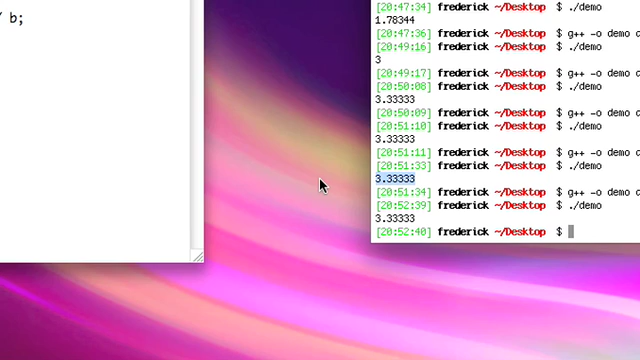 / b;
[20:47:34] frederick ~/Desktop $ ./demo
1.78344
[20:47:36] frederick ~/Desktop $ g++ -o demo
[20:49:16] frederick ~/Desktop $ ./demo
3
[20:49:17] frederick ~/Desktop $ g++ -o demo
[20:50:08] frederick ~/Desktop $ ./demo
3.33333
[20:50:09] frederick ~/Desktop $ g++ -o demo
[20:51:10] frederick ~/Desktop $ ./demo
3.33333
[20:51:11] frederick ~/Desktop $ g++ -o demo
[20:51:33] frederick ~/Desktop $ ./demo
3.33333
[20:51:34] frederick ~/Desktop $ g++ -o demo
[20:52:39] frederick ~/Desktop $ ./demo
3.33333
[20:52:40] frederick ~/Desktop $